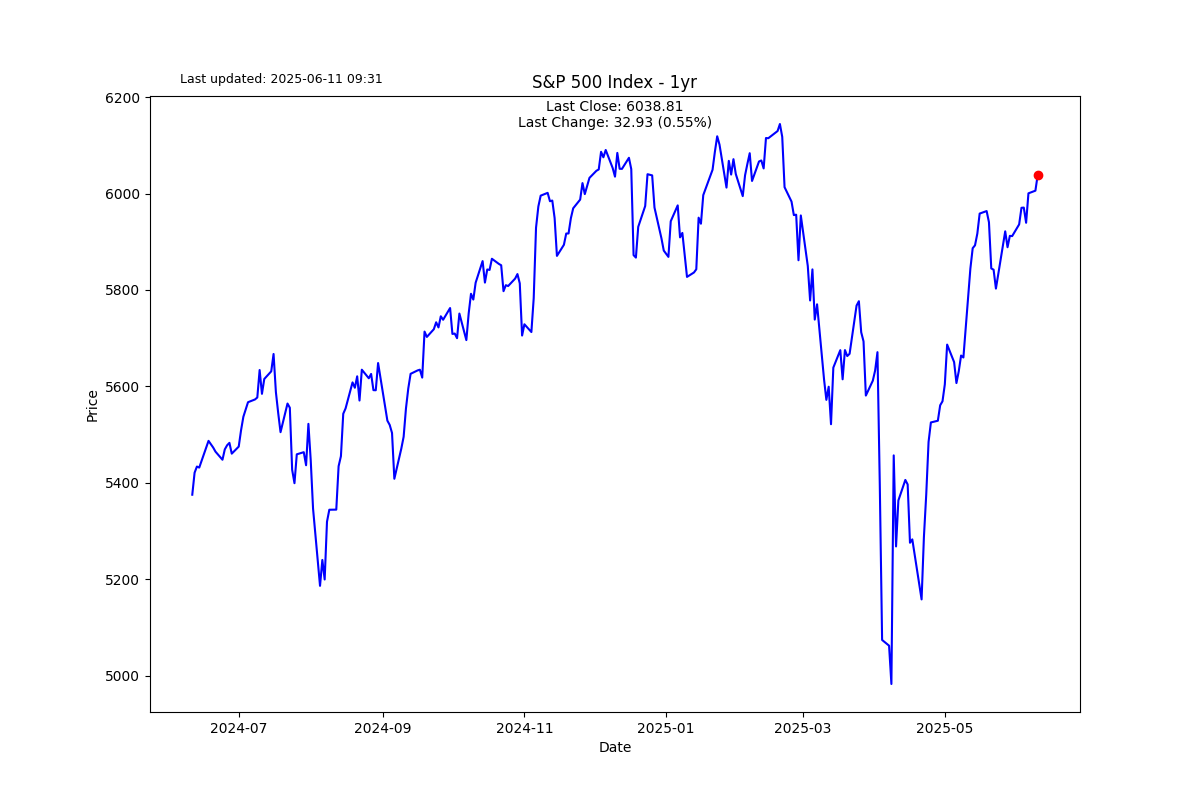 Last updated: 2025-06-11 09:31
S&P 500 Index - 1yr
Last Close: 6038.81
Last Change: 32.93 (0.55%)
6200
6000
5800
5600
5400
5200
5000
Price
2024-07
2024-09
2024-11
2025-01
2025-03
2025-05
Date